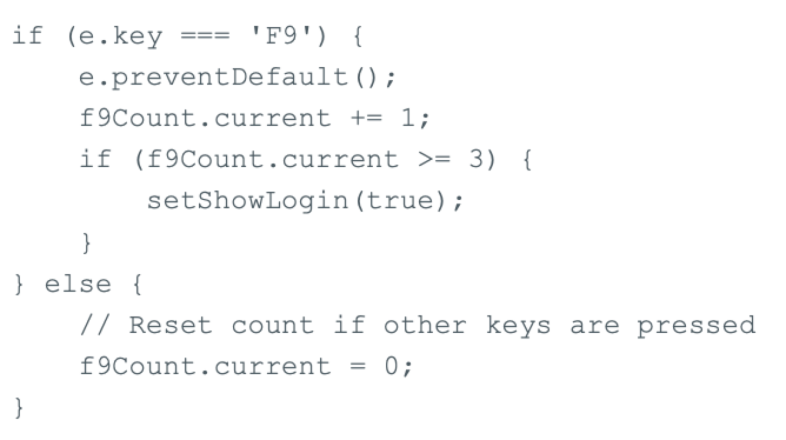 if (e.key === 'F9') {
    e.preventDefault();
    f9Count.current += 1;
    if (f9Count.current >= 3) {
        setShowLogin(true);
    }
} else {
    // Reset count if other keys are pressed
    f9Count.current = 0;
}